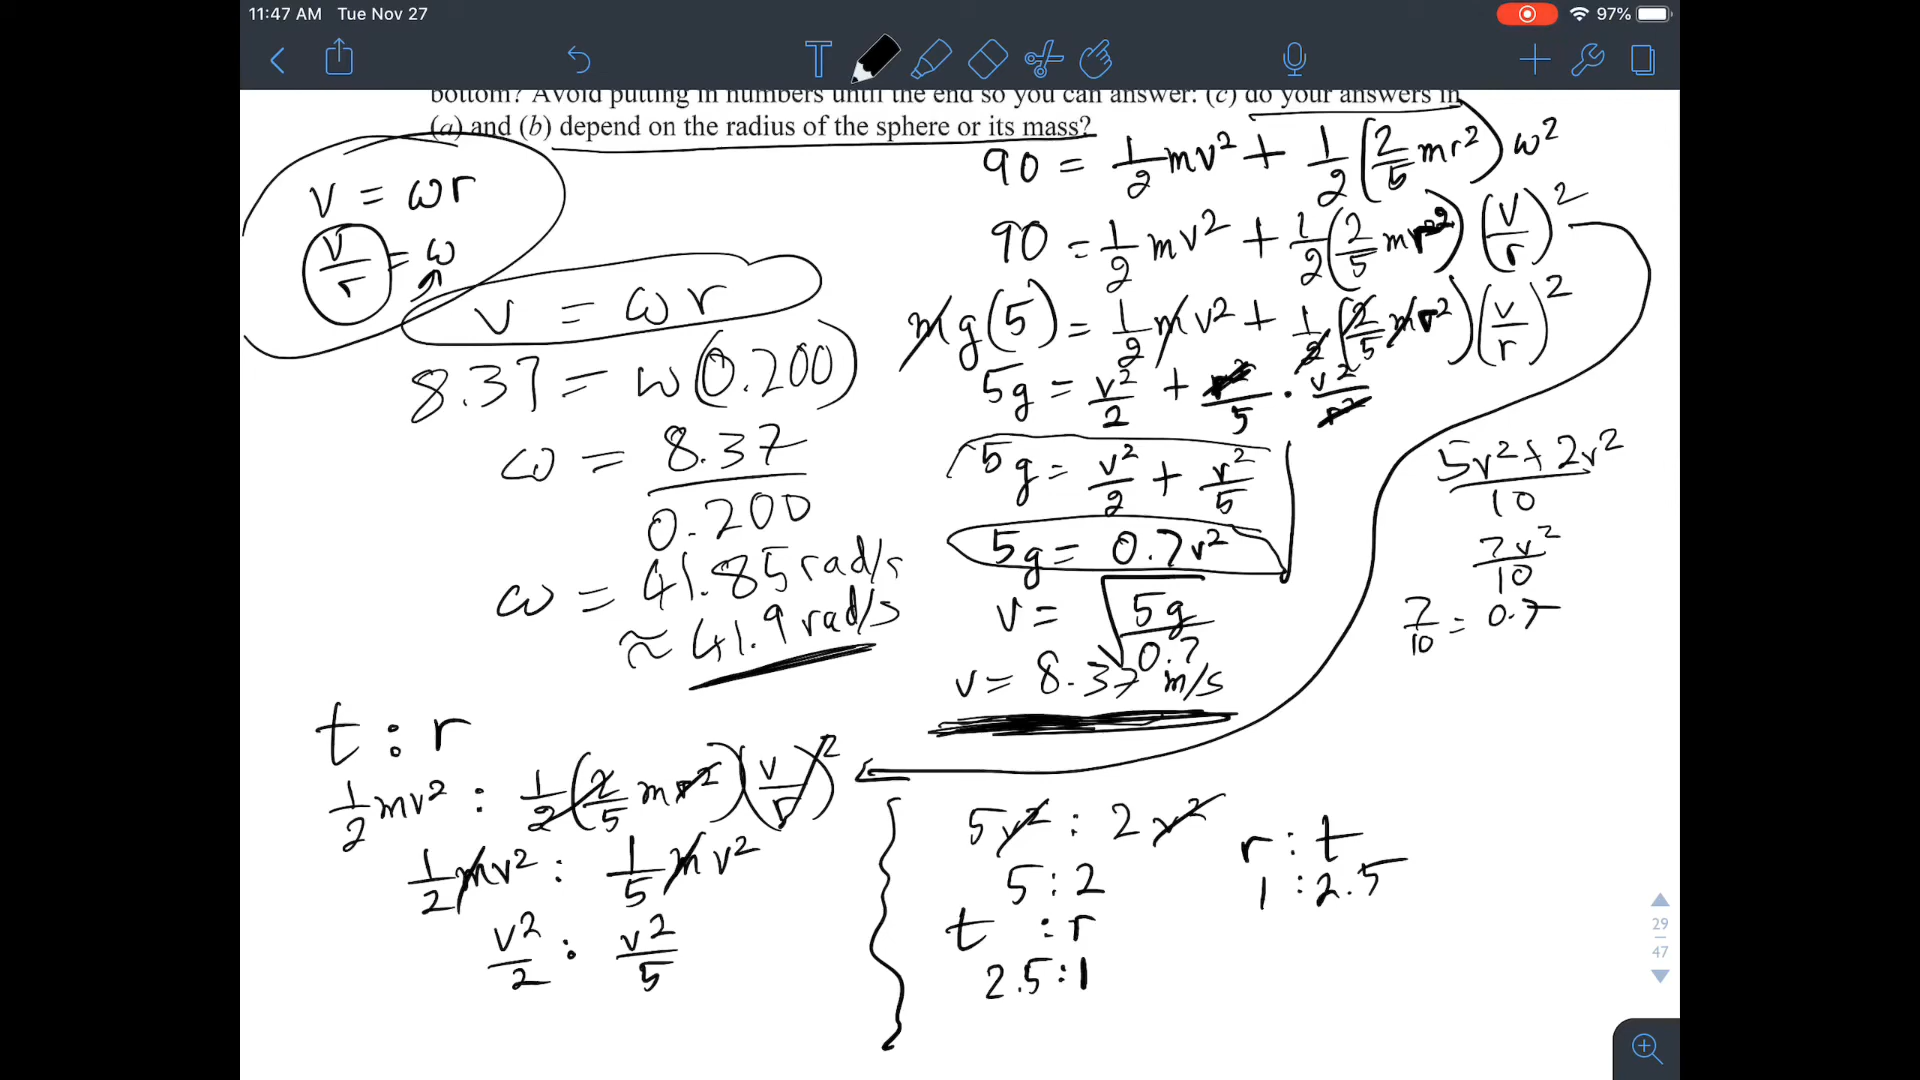 11:47 AM Tue Nov 27
97%
bottom? Avoid putting in numbers until the end so you can answer: (c) do your answers in
(a) and (b) depend on the radius of the sphere or its mass?
v = ωr
v/r = ω
v = ωr
8.37 = ω(0.200)
ω = 8.37/0.200
ω = 41.85 rad/s
≈ 41.9 rad/s
90 = 1/2 mv² + 1/2 (2/5 mr²) ω²
90 = 1/2 mv² + 1/2 (2/5 mr²) (v/r)²
mg(5) = 1/2 mv² + 1/2 (2/5 mr²) (v/r)²
5g = v²/2 + r²/5 · v²/r²
5g = v²/2 + v²/5
5g = 0.7v²
v = √(5g/0.7)
v = 8.37 m/s
5v² + 2v²/10
7v²/10
7/10 = 0.7
t : r
1/2 mv² : 1/2 (2/5 mr²) (v/r)²
1/2 mv² : 1/5 mv²
v²/2 : v²/5
5v² : 2v²
5 : 2
t : r
2.5 : 1
r : t
1 : 2.5
29
47